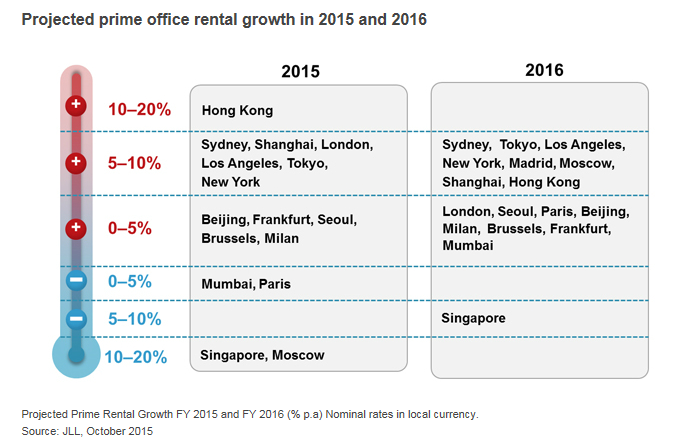 Projected prime office rental growth in 2015 and 2016
2015
2016
+ 10–20%
Hong Kong
+ 5–10%
Sydney, Shanghai, London,
Los Angeles, Tokyo,
New York
Sydney, Tokyo, Los Angeles,
New York, Madrid, Moscow,
Shanghai, Hong Kong
+ 0–5%
Beijing, Frankfurt, Seoul,
Brussels, Milan
London, Seoul, Paris, Beijing,
Milan, Brussels, Frankfurt,
Mumbai
− 0–5%
Mumbai, Paris
− 5–10%
Singapore
10–20%
Singapore, Moscow
Projected Prime Rental Growth FY 2015 and FY 2016 (% p.a) Nominal rates in local currency.
Source: JLL, October 2015